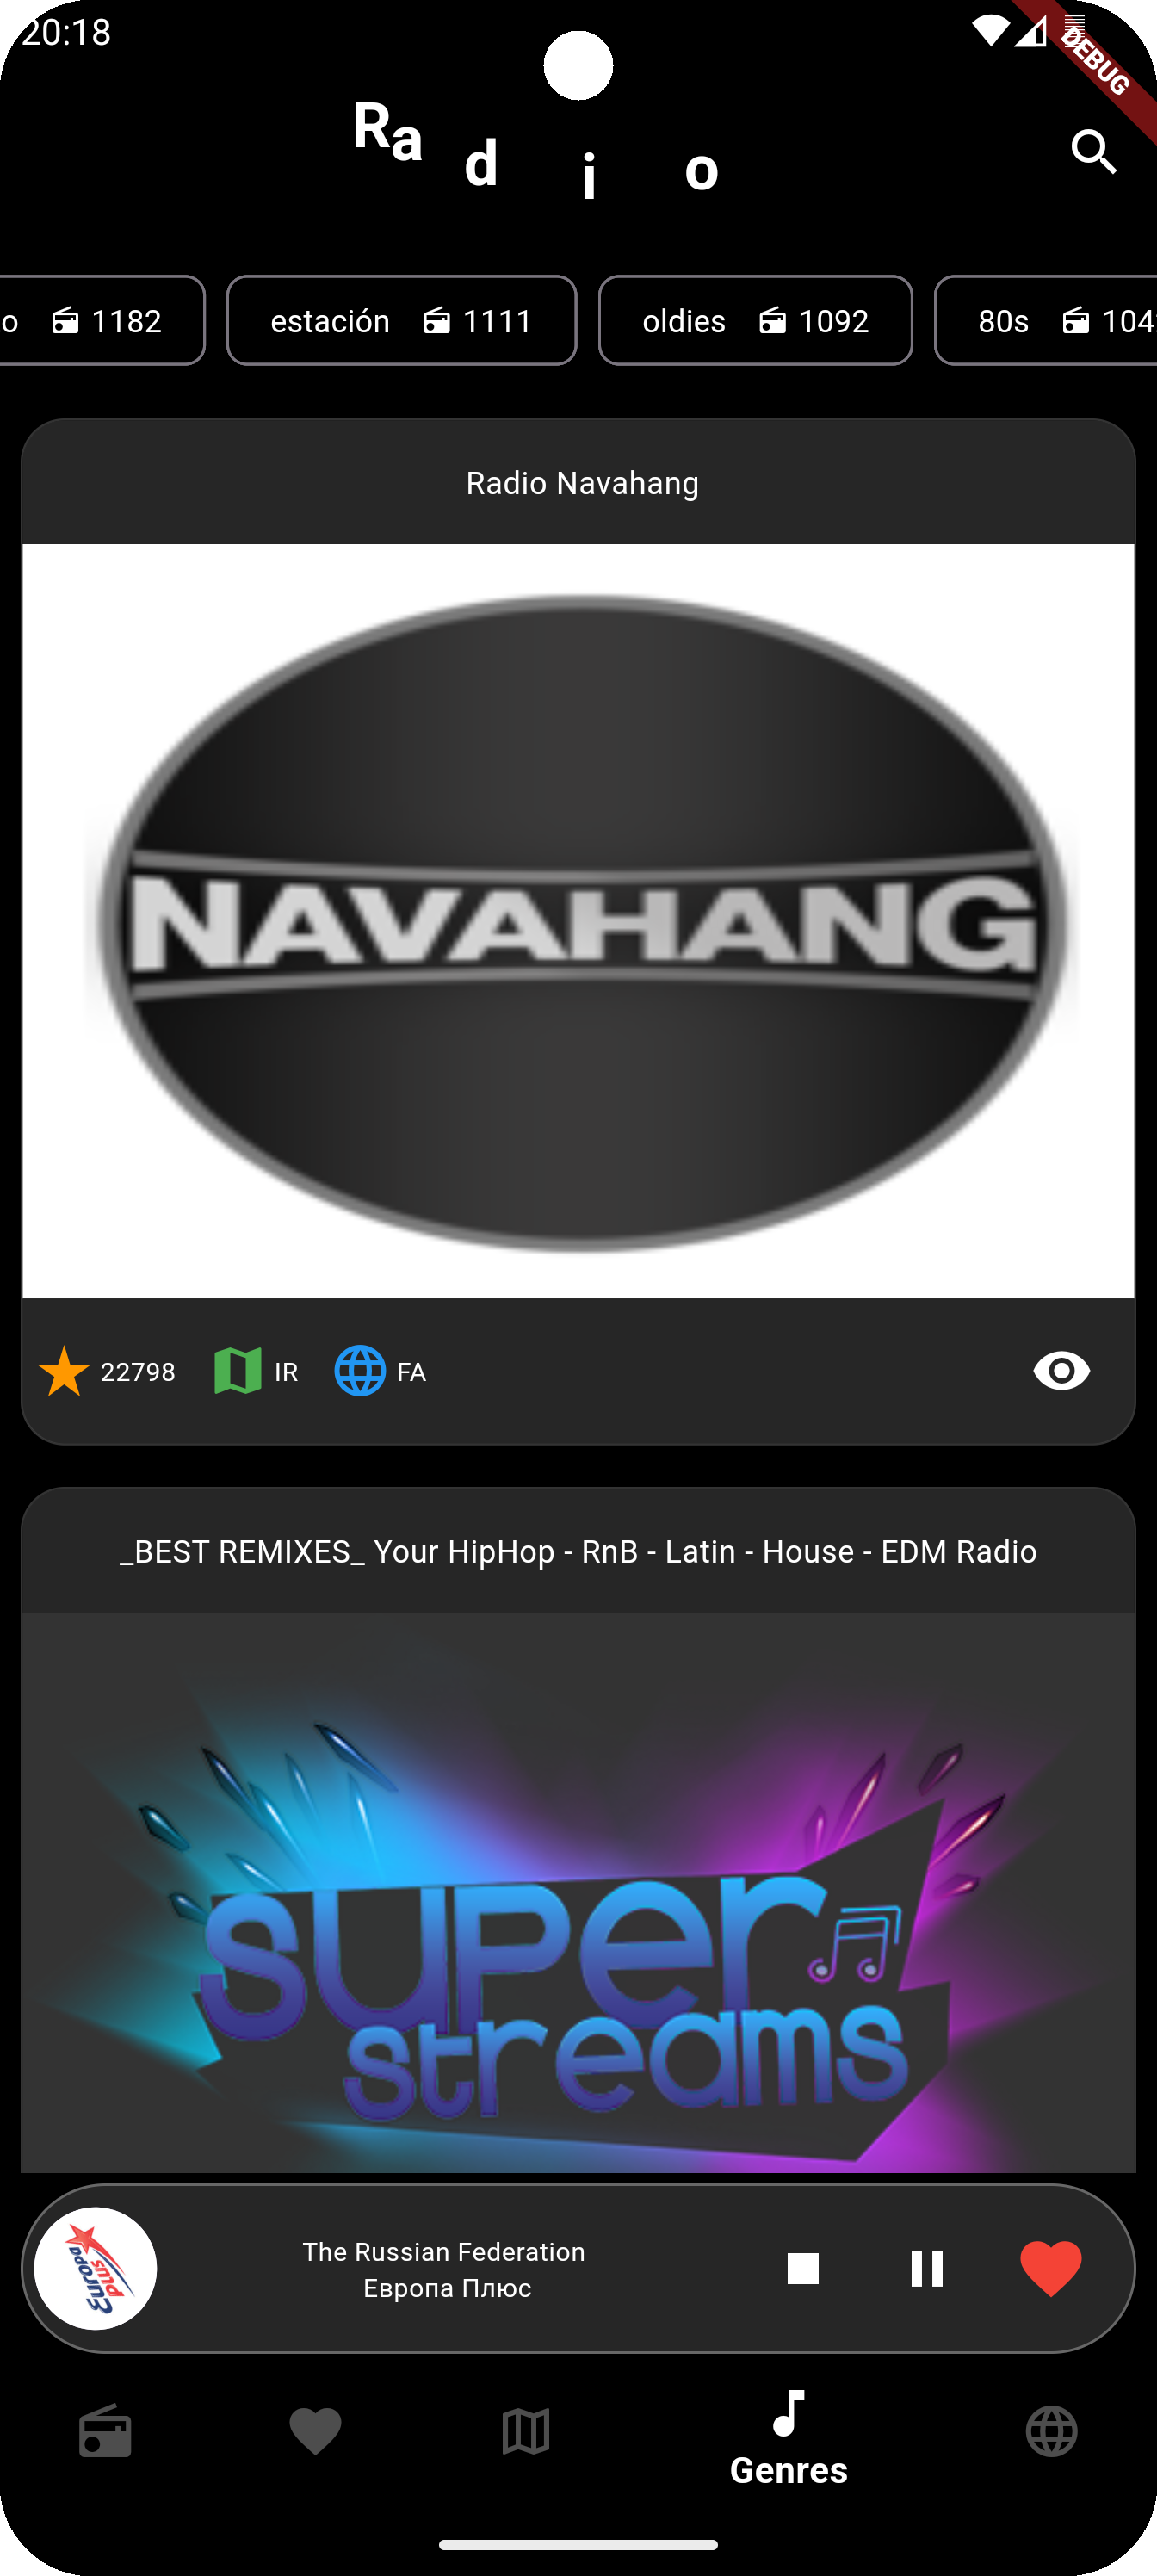 20:18
DEBUG
Radio
o 1182
estación 1111
oldies 1092
80s 104
Radio Navahang
NAVAHANG
22798 IR FA
_BEST REMIXES_ Your HipHop - RnB - Latin - House - EDM Radio
super
streams
The Russian Federation
Европа Плюс
Europa
plus
Genres